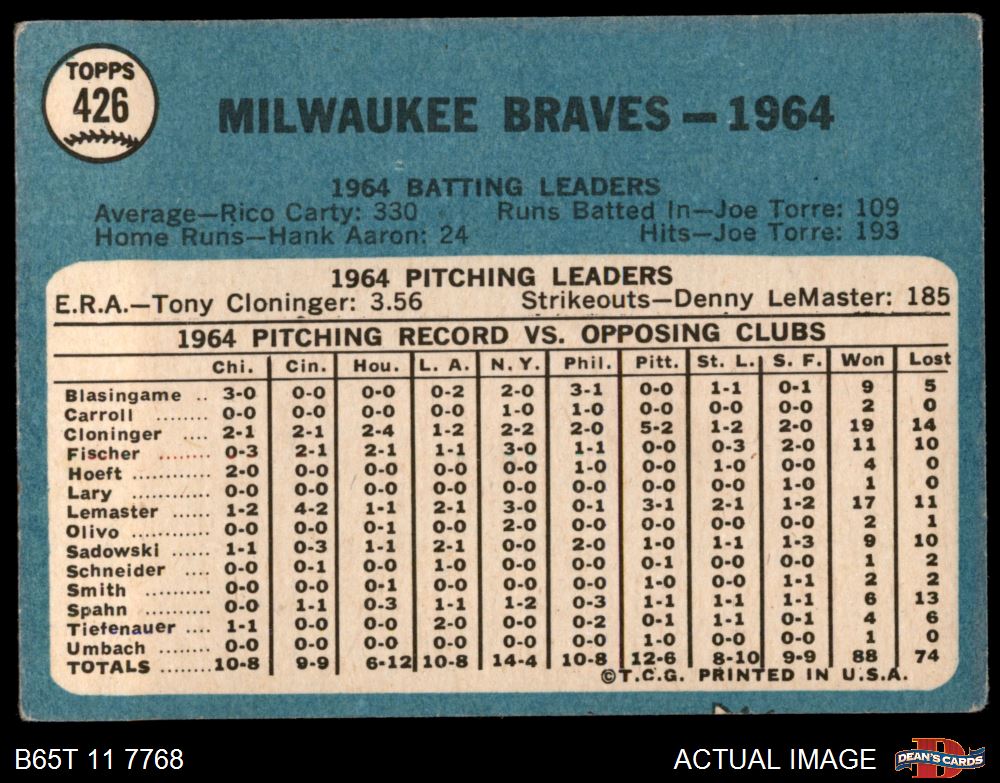 TOPPS
426
MILWAUKEE BRAVES — 1964
1964 BATTING LEADERS
Average—Rico Carty: 330 Runs Batted In—Joe Torre: 109
Home Runs—Hank Aaron: 24 Hits—Joe Torre: 193
1964 PITCHING LEADERS
E.R.A.—Tony Cloninger: 3.56 Strikeouts—Denny LeMaster: 185
1964 PITCHING RECORD VS. OPPOSING CLUBS
Chi. Cin. Hou. L. A. N. Y. Phil. Pitt. St. L. S. F. Won Lost
Blasingame .. 3-0 0-0 0-0 0-2 2-0 3-1 0-0 1-1 0-1 9 5
Carroll ........ 0-0 0-0 0-0 0-0 1-0 1-0 0-0 0-0 0-0 2 0
Cloninger .... 2-1 2-1 2-4 1-2 2-2 2-0 5-2 1-2 2-0 19 14
Fischer ....... 0-3 2-1 2-1 1-1 3-0 1-1 0-0 0-3 2-0 11 10
Hoeft ........... 2-0 0-0 0-0 0-0 0-0 1-0 0-0 1-0 0-0 4 0
Lary ............ 0-0 0-0 0-0 0-0 0-0 0-0 0-0 0-0 1-0 1 0
Lemaster ...... 1-2 4-2 1-1 2-1 3-0 0-1 3-1 2-1 1-2 17 11
Olivo ........... 0-0 0-0 0-1 0-0 2-0 0-0 0-0 0-0 0-0 2 1
Sadowski ...... 1-1 0-3 1-1 2-1 0-0 2-0 1-0 1-1 1-3 9 10
Schneider .... 0-0 0-1 0-0 1-0 0-0 0-0 0-1 0-0 0-0 1 2
Smith ........... 0-0 0-0 0-1 0-0 0-0 0-0 1-0 0-0 1-1 2 2
Spahn .......... 0-0 1-1 0-3 1-1 1-2 0-3 1-1 1-1 1-1 6 13
Tiefenauer .... 1-1 0-0 0-0 2-0 0-0 0-2 0-1 1-1 0-1 4 6
Umbach ........ 0-0 0-0 0-0 0-0 0-0 0-0 1-0 0-0 0-0 1 0
TOTALS ........ 10-8 9-9 6-12 10-8 14-4 10-8 12-6 8-10 9-9 88 74
©T.C.G. PRINTED IN U.S.A.
B65T 11 7768 ACTUAL IMAGE
D
DEAN'S CARDS